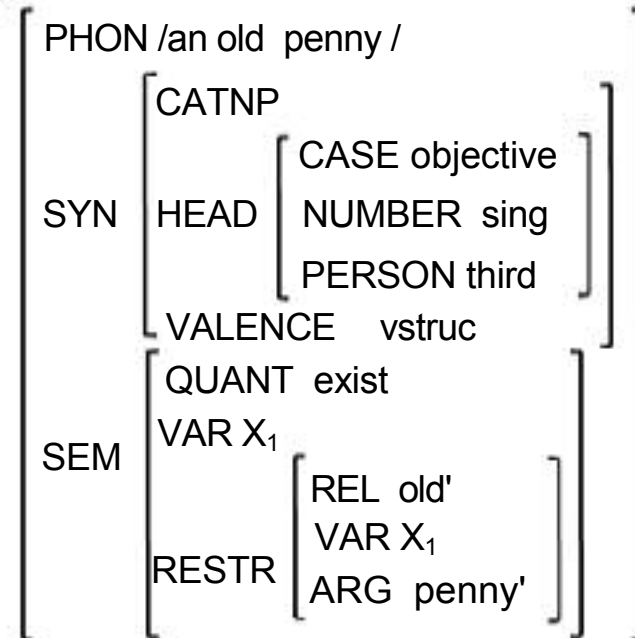 PHON /an old penny /
CATNP
CASE objective
SYN HEAD NUMBER sing
PERSON third
VALENCE vstruc
QUANT exist
VAR X₁
SEM
REL old'
VAR X₁
RESTR ARG penny'